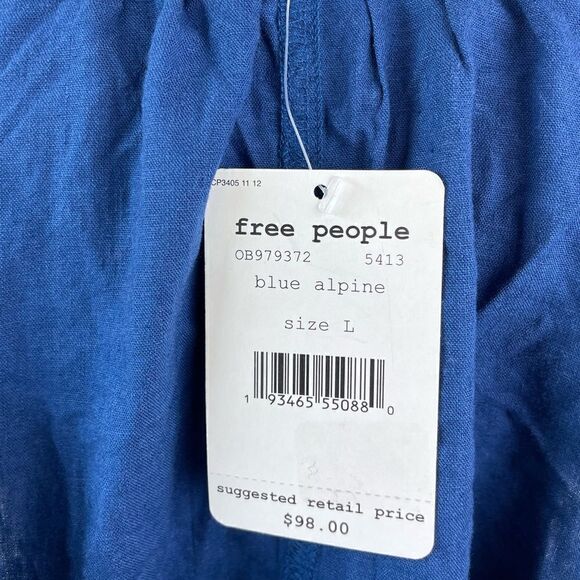 CP3405 11 12
free people
OB979372 5413
blue alpine
size L
1 93465 55088 0
suggested retail price
$98.00